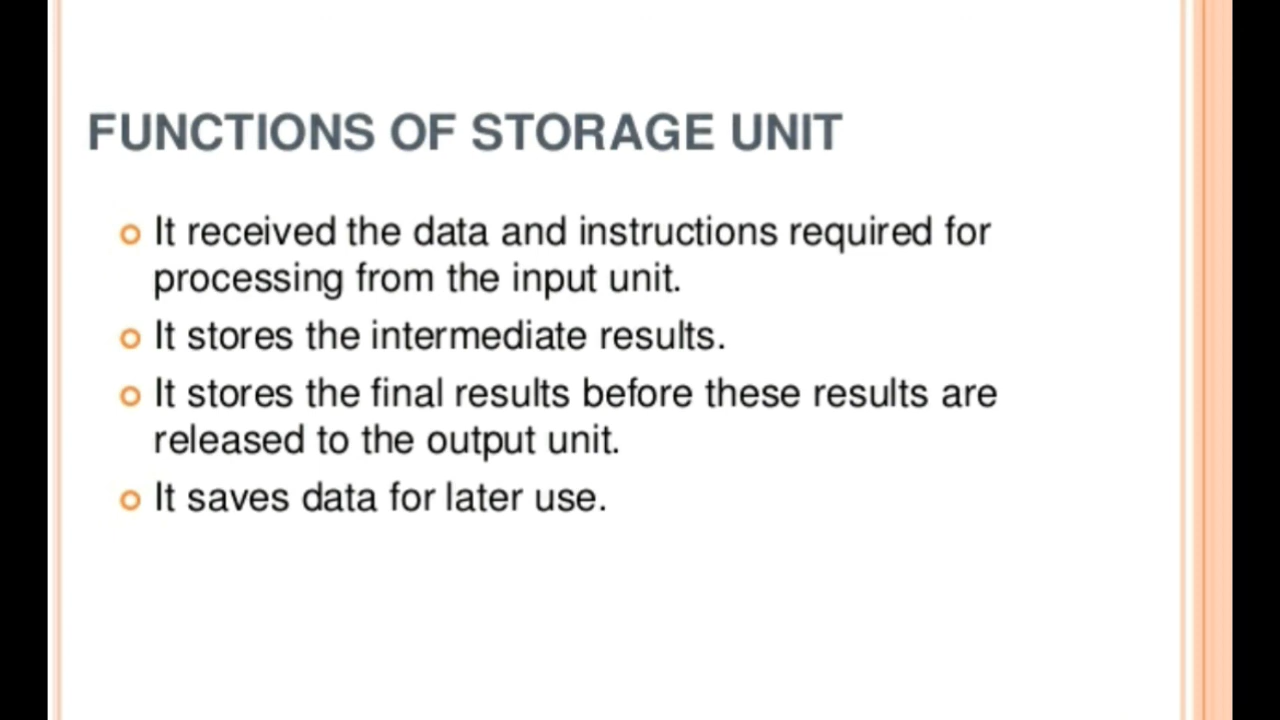 FUNCTIONS OF STORAGE UNIT
It received the data and instructions required for
processing from the input unit.
It stores the intermediate results.
It stores the final results before these results are
released to the output unit.
It saves data for later use.